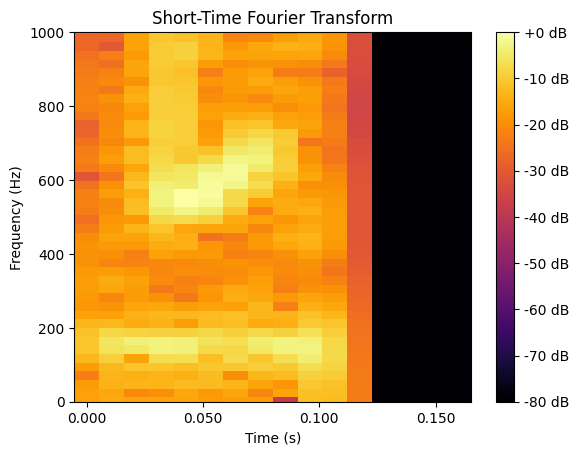 Short-Time Fourier Transform
1000
800
600
400
200
0
Frequency (Hz)
0.000
0.050
0.100
0.150
Time (s)
+0 dB
-10 dB
-20 dB
-30 dB
-40 dB
-50 dB
-60 dB
-70 dB
-80 dB